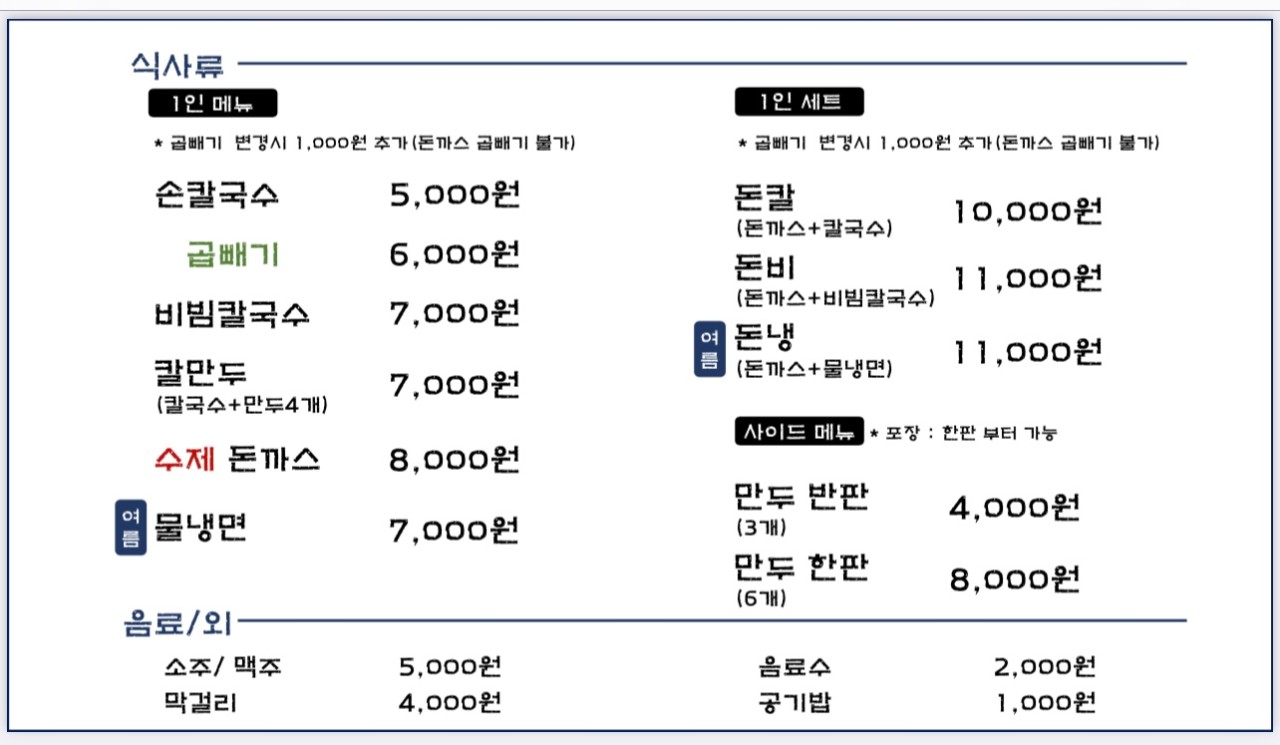 식사류
1인 메뉴
* 곱빼기 변경시 1,000원 추가(돈까스 곱빼기 불가)
손칼국수 5,000원
곱빼기 6,000원
비빔칼국수 7,000원
칼만두 7,000원
(칼국수+만두4개)
수제 돈까스 8,000원
여름 물냉면 7,000원
1인 세트
* 곱빼기 변경시 1,000원 추가(돈까스 곱빼기 불가)
돈칼 10,000원
(돈까스+칼국수)
돈비 11,000원
(돈까스+비빔칼국수)
여름 돈냉 11,000원
(돈까스+물냉면)
사이드 메뉴 * 포장 : 한판 부터 가능
만두 반판 4,000원
(3개)
만두 한판 8,000원
(6개)
음료/외
소주/ 맥주 5,000원
막걸리 4,000원
음료수 2,000원
공기밥 1,000원